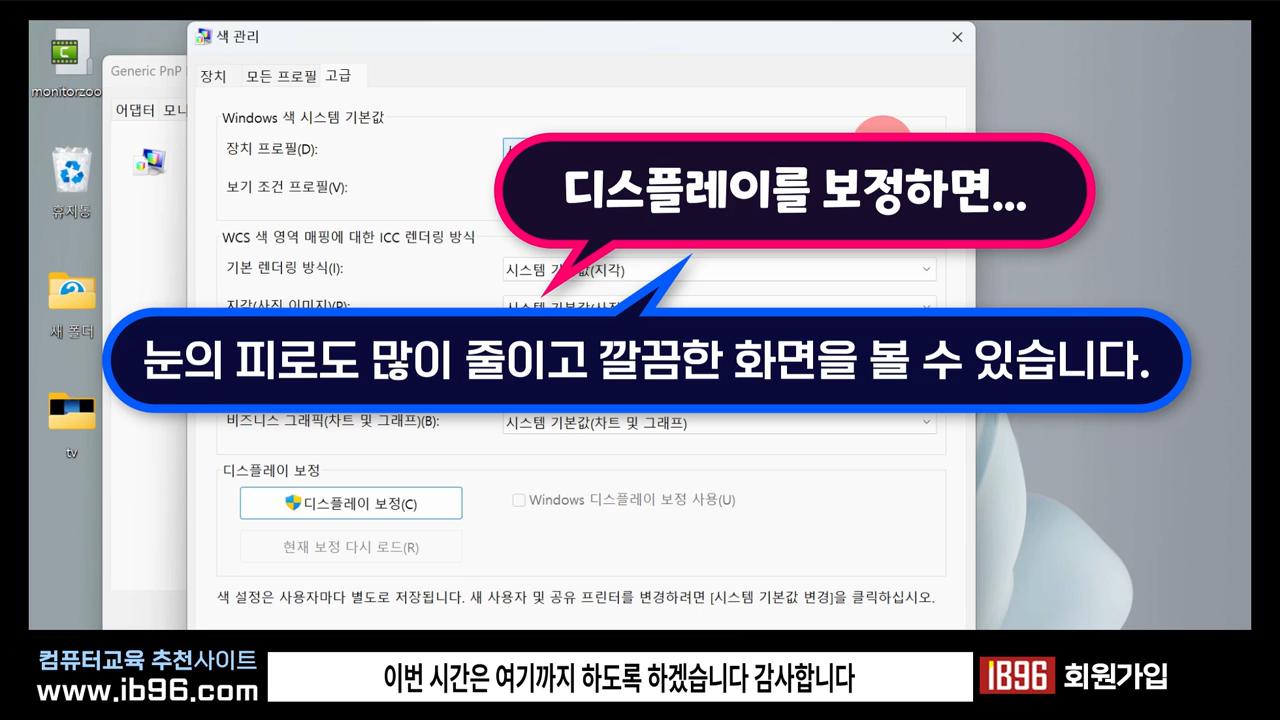 색 관리
monitorzoo
Generic PnP
장치 모든 프로필 고급
어댑터 모니
Windows 색 시스템 기본값
장치 프로필(D):
디스플레이를 보정하면...
보기 조건 프로필(V):
휴지통
WCS 색 영역 매핑에 대한 ICC 렌더링 방식
기본 렌더링 방식(I):
시스템 기본값(지각)
지각(사진 이미지)(P):
새 폴더
눈의 피로도 많이 줄이고 깔끔한 화면을 볼 수 있습니다.
비즈니스 그래픽(차트 및 그래프)(B):
시스템 기본값(차트 및 그래프)
tv
디스플레이 보정
디스플레이 보정(C)
Windows 디스플레이 보정 사용(U)
현재 보정 다시 로드(R)
색 설정은 사용자마다 별도로 저장됩니다. 새 사용자 및 공유 프린터를 변경하려면 [시스템 기본값 변경]을 클릭하십시오.
컴퓨터교육 추천사이트
www.ib96.com
이번 시간은 여기까지 하도록 하겠습니다 감사합니다
IB96 회원가입